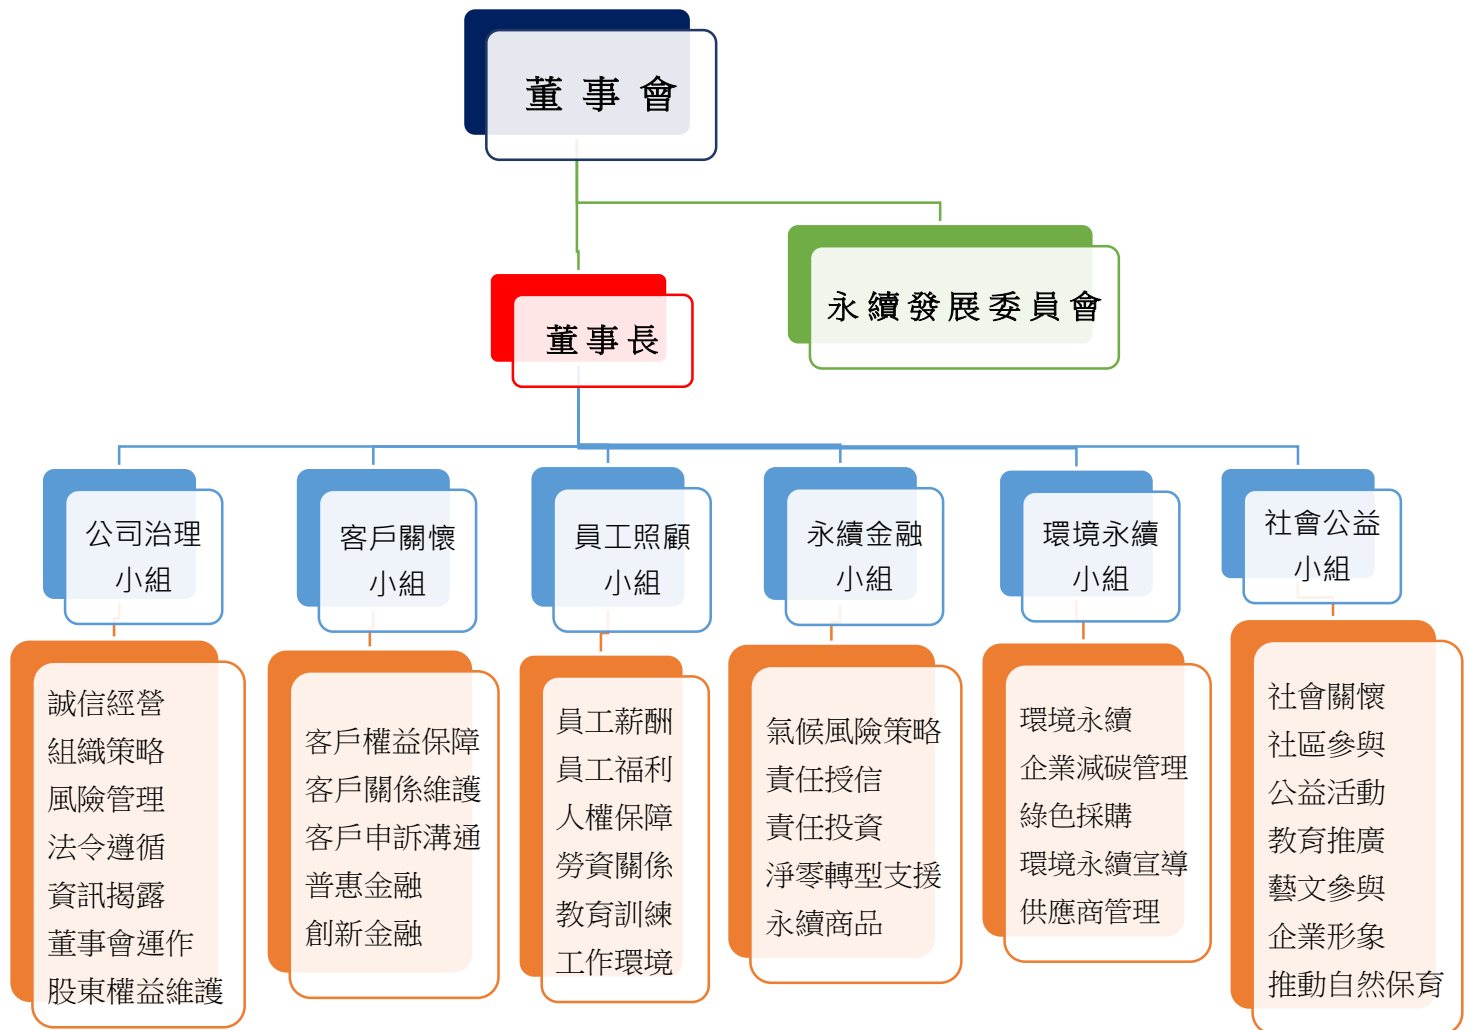 董事會
永續發展委員會
董事長
公司治理
小組
客戶關懷
小組
員工照顧
小組
永續金融
小組
環境永續
小組
社會公益
小組
誠信經營
組織策略
風險管理
法令遵循
資訊揭露
董事會運作
股東權益維護
客戶權益保障
客戶關係維護
客戶申訴溝通
普惠金融
創新金融
員工薪酬
員工福利
人權保障
勞資關係
教育訓練
工作環境
氣候風險策略
責任授信
責任投資
淨零轉型支援
永續商品
環境永續
企業減碳管理
綠色採購
環境永續宣導
供應商管理
社會關懷
社區參與
公益活動
教育推廣
藝文參與
企業形象
推動自然保育